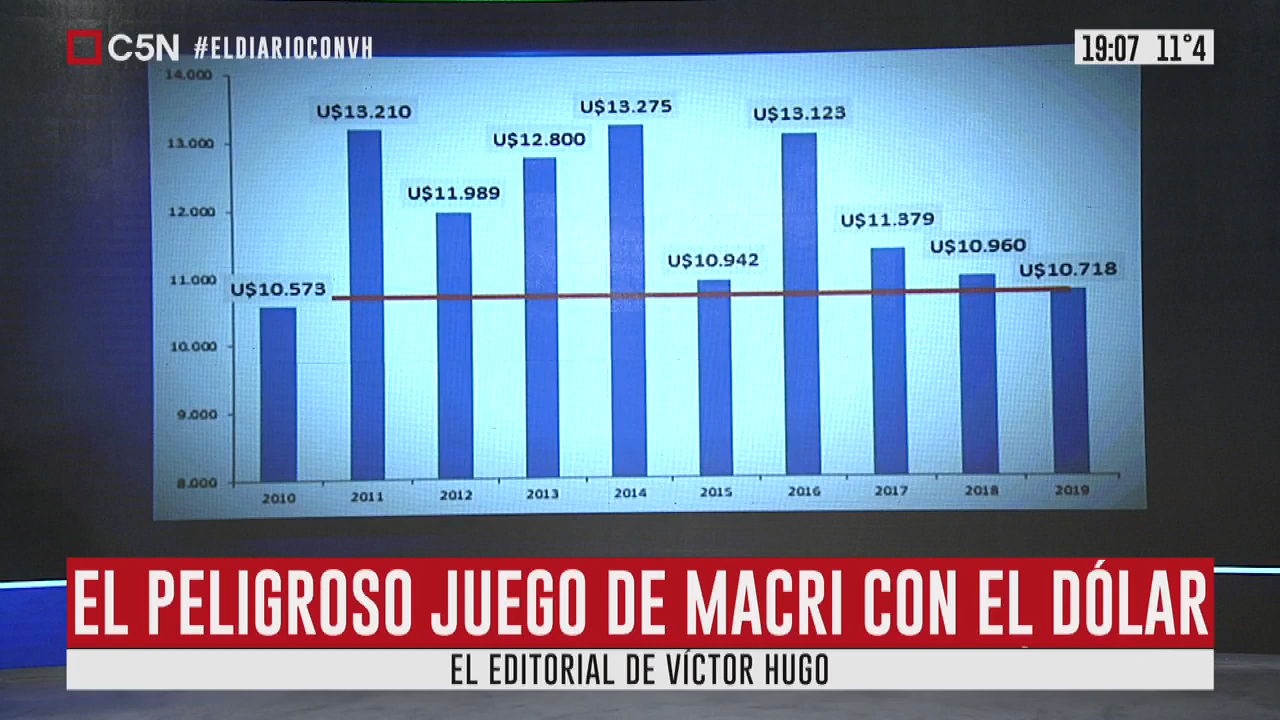 C5N #ELDIARIOCONVH
19:07 11°4
14.000
13.000
12.000
11.000
10.000
9.000
8.000
U$10.573
U$13.210
U$11.989
U$12.800
U$13.275
U$10.942
U$13.123
U$11.379
U$10.960
U$10.718
2010 2011 2012 2013 2014 2015 2016 2017 2018 2019
EL PELIGROSO JUEGO DE MACRI CON EL DÓLAR
EL EDITORIAL DE VÍCTOR HUGO